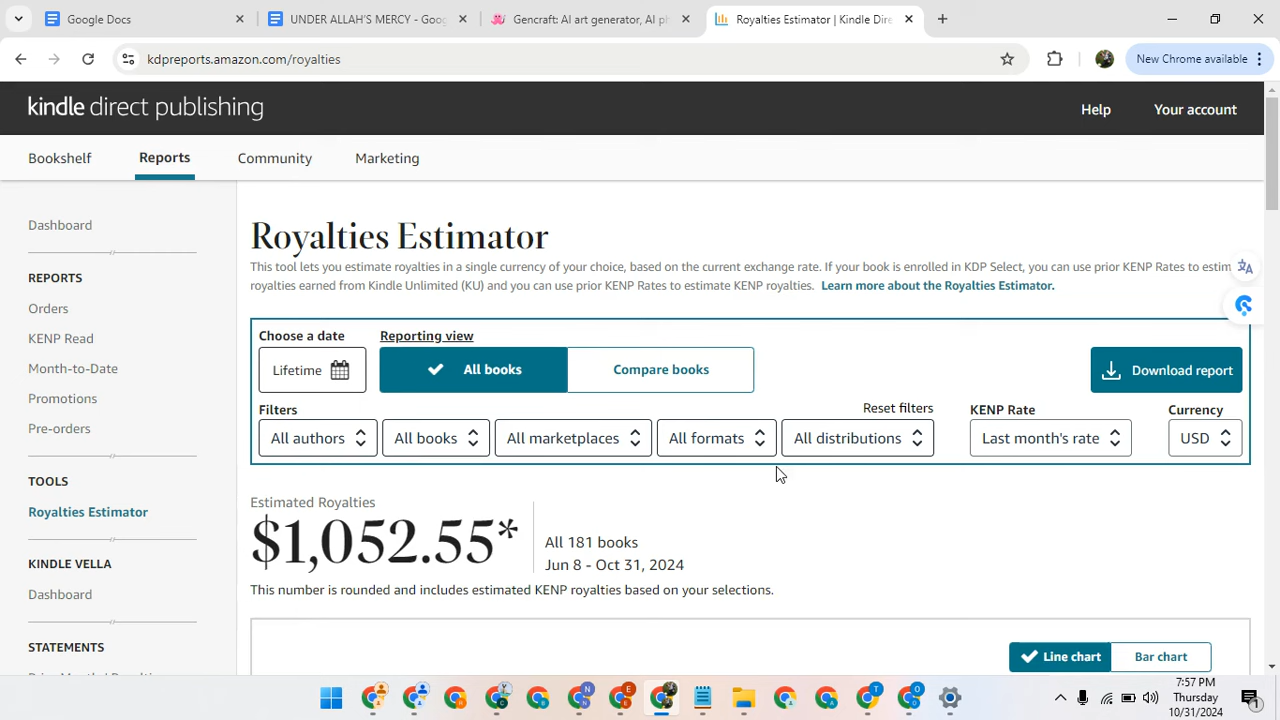 Google Docs
UNDER ALLAH'S MERCY - Goog
Gencraft: AI art generator, AI ph
Royalties Estimator | Kindle Dire
kdpreports.amazon.com/royalties
New Chrome available
kindle direct publishing
Help
Your account
Bookshelf
Reports
Community
Marketing
Dashboard
REPORTS
Orders
KENP Read
Month-to-Date
Promotions
Pre-orders
TOOLS
Royalties Estimator
KINDLE VELLA
Dashboard
STATEMENTS
Royalties Estimator
This tool lets you estimate royalties in a single currency of your choice, based on the current exchange rate. If your book is enrolled in KDP Select, you can use prior KENP Rates to estim
royalties earned from Kindle Unlimited (KU) and you can use prior KENP Rates to estimate KENP royalties. Learn more about the Royalties Estimator.
Choose a date
Reporting view
Lifetime
All books
Compare books
Download report
Filters
Reset filters
KENP Rate
Currency
All authors
All books
All marketplaces
All formats
All distributions
Last month's rate
USD
Estimated Royalties
$1,052.55*
All 181 books
Jun 8 - Oct 31, 2024
This number is rounded and includes estimated KENP royalties based on your selections.
Line chart
Bar chart
7:57 PM
Thursday
10/31/2024